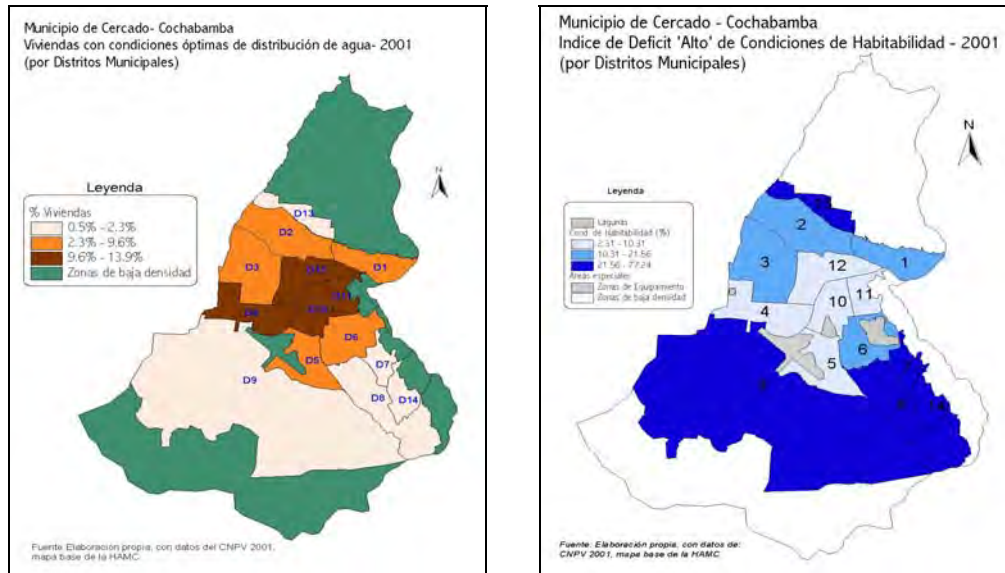 Municipio de Cercado- Cochabamba
Viviendas con condiciones óptimas de distribución de agua- 2001
(por Distritos Municipales)
N
Leyenda
% Viviendas
0.5% - 2.3%
2.3% - 9.6%
9.6% - 13.9%
Zonas de baja densidad
D13
D2
D1
D3
D12
D6
D5
D7
D9
D8
D14
Fuente Elaboración propia, con datos del CNPV 2001,
mapa base de la HAMC
Municipio de Cercado - Cochabamba
Indice de Deficit 'Alto' de Condiciones de Habitabilidad - 2001
(por Distritos Municipales)
N
Leyenda
Lagunas
Cond. de Habitabilidad (%)
2.31 - 10.31
10.31 - 21.56
21.56 - 77.24
Areas especiales
Zonas de Equipamiento
Zonas de baja densidad
2
1
3
12
11
10
4
6
5
Fuente: Elaboración propia, con datos de:
CNPV 2001, mapa base de la HAMC